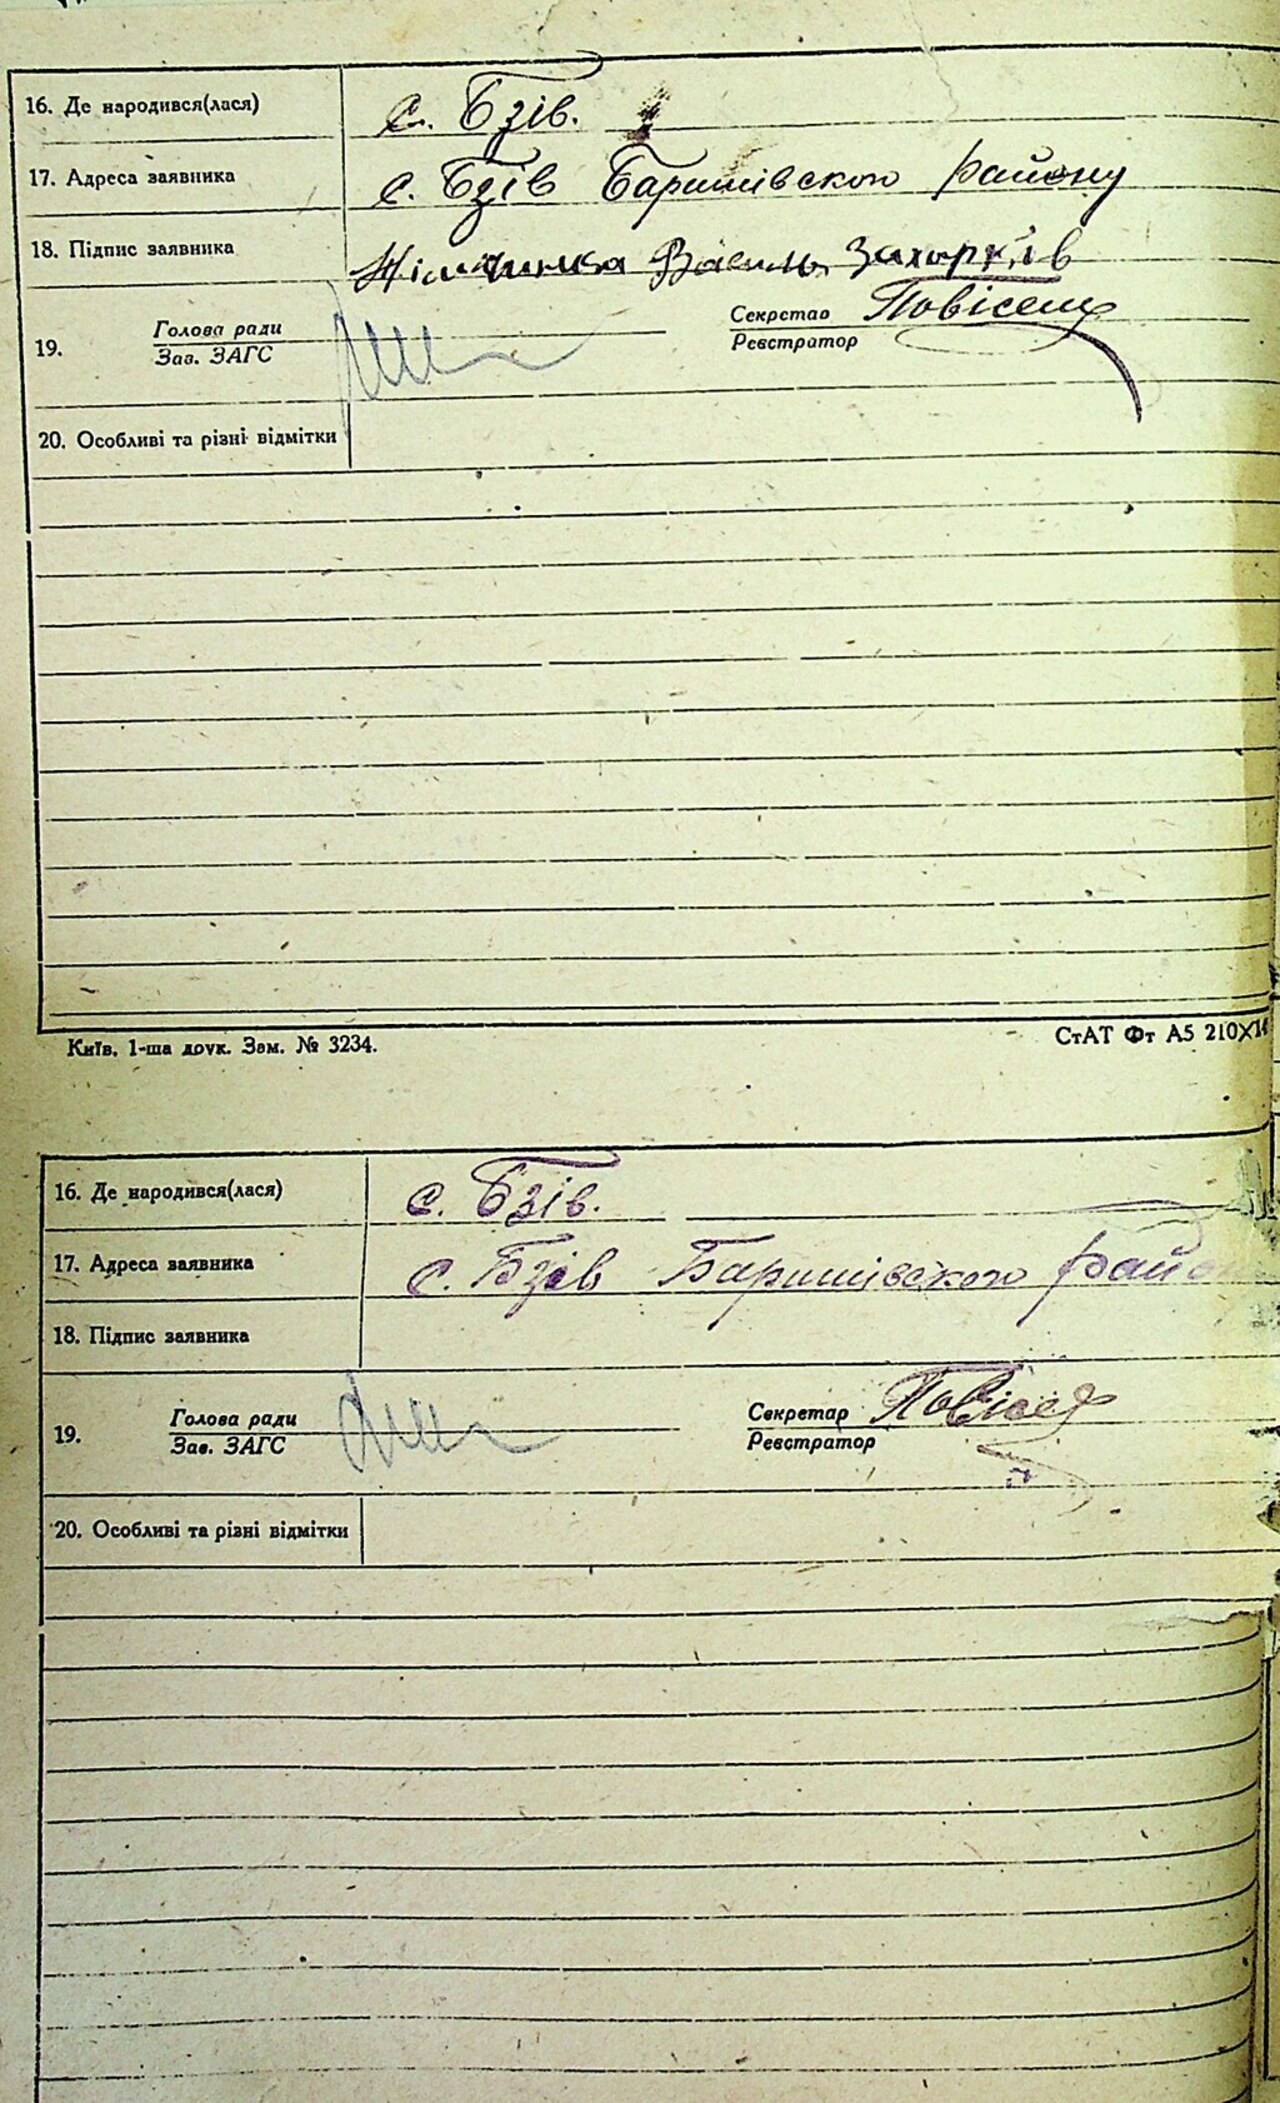 16. Де народився(лася) с. Бзів.
17. Адреса заявника с. Бзів Баришівского району
18. Підпис заявника Василь Захарків
19. Голова ради Секретар
Зав. ЗАГС Реєстратор
20. Особливі та різні відмітки
Київ. 1-ша друк. Зам. № 3234. СтАТ Фт А5 210X14
16. Де народився(лася) с. Бзів.
17. Адреса заявника с. Бзів Баришівского район
18. Підпис заявника
19. Голова ради Секретар
Зав. ЗАГС Реєстратор
20. Особливі та різні відмітки